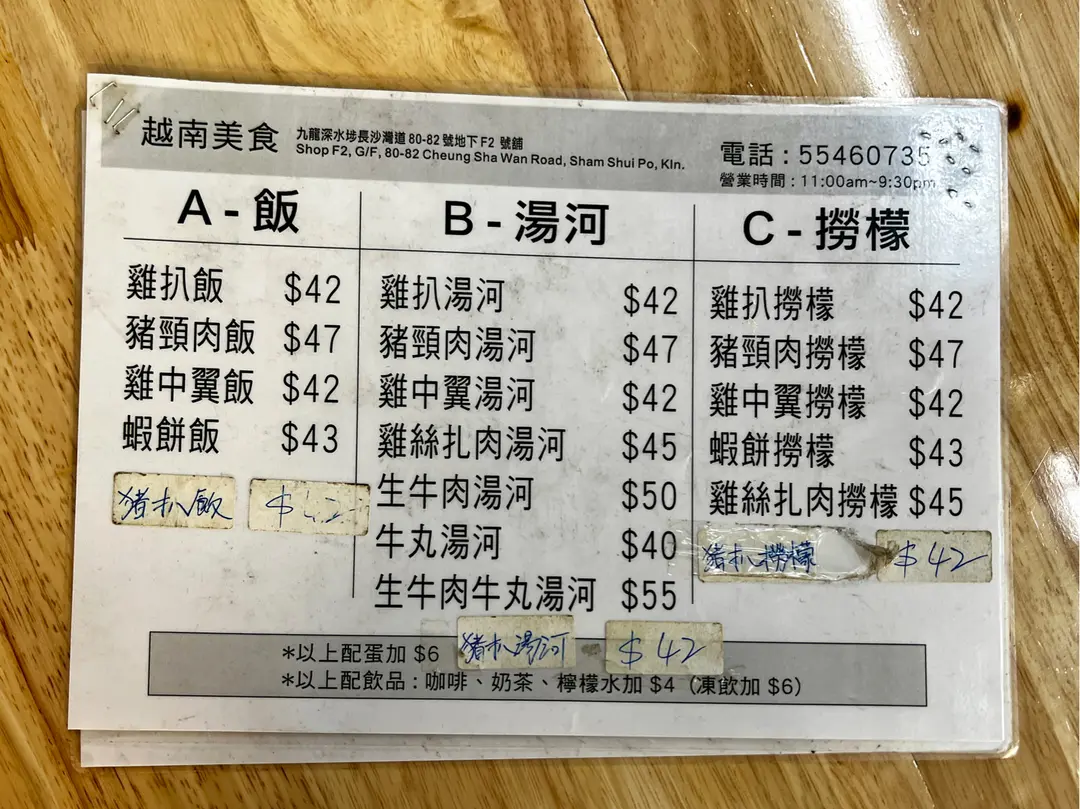 越南美食
九龍深水埗長沙灣道 80-82 號地下 F2 號舖
Shop F2, G/F, 80-82 Cheung Sha Wan Road, Sham Shui Po, Kln.
電話 : 55460735
營業時間 : 11:00am~9:30pm
A - 飯
雞扒飯 $42
豬頸肉飯 $47
雞中翼飯 $42
蝦餅飯 $43
猪扒飯 $42
B - 湯河
雞扒湯河 $42
豬頸肉湯河 $47
雞中翼湯河 $42
雞絲扎肉湯河 $45
生牛肉湯河 $50
牛丸湯河 $40
生牛肉牛丸湯河 $55
猪扒湯河 $42
C - 撈檬
雞扒撈檬 $42
豬頸肉撈檬 $47
雞中翼撈檬 $42
蝦餅撈檬 $43
雞絲扎肉撈檬 $45
猪扒撈檬 $42
*以上配蛋加 $6
*以上配飲品 : 咖啡、奶茶、檸檬水加 $4（凍飲加 $6）